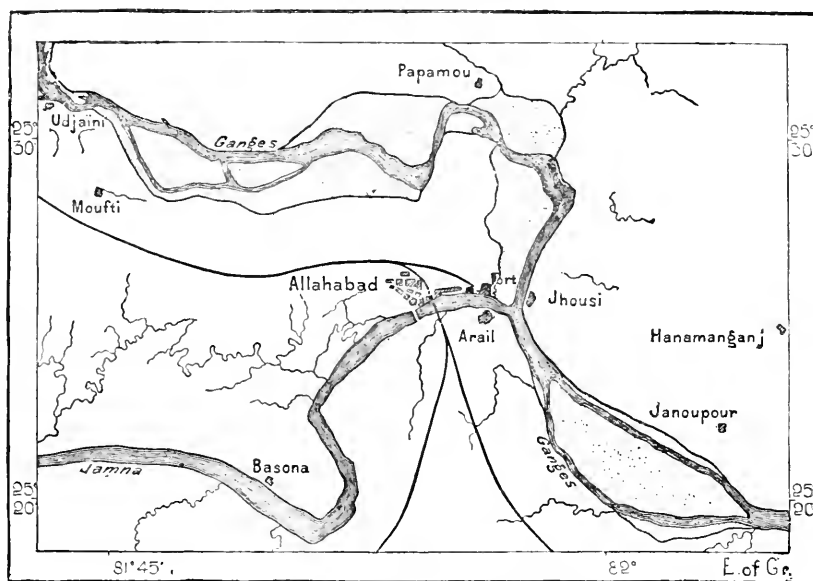 Papamou
25°
30'
Udjaïni
Ganges
25°
30'
Moufti
Allahabad
Fort
Jhousi
Arail
Hanamanganj
Janoupour
Jamna
Basona
Ganges
25°
20'
25°
20'
81°45'
82°
E. of Gr.